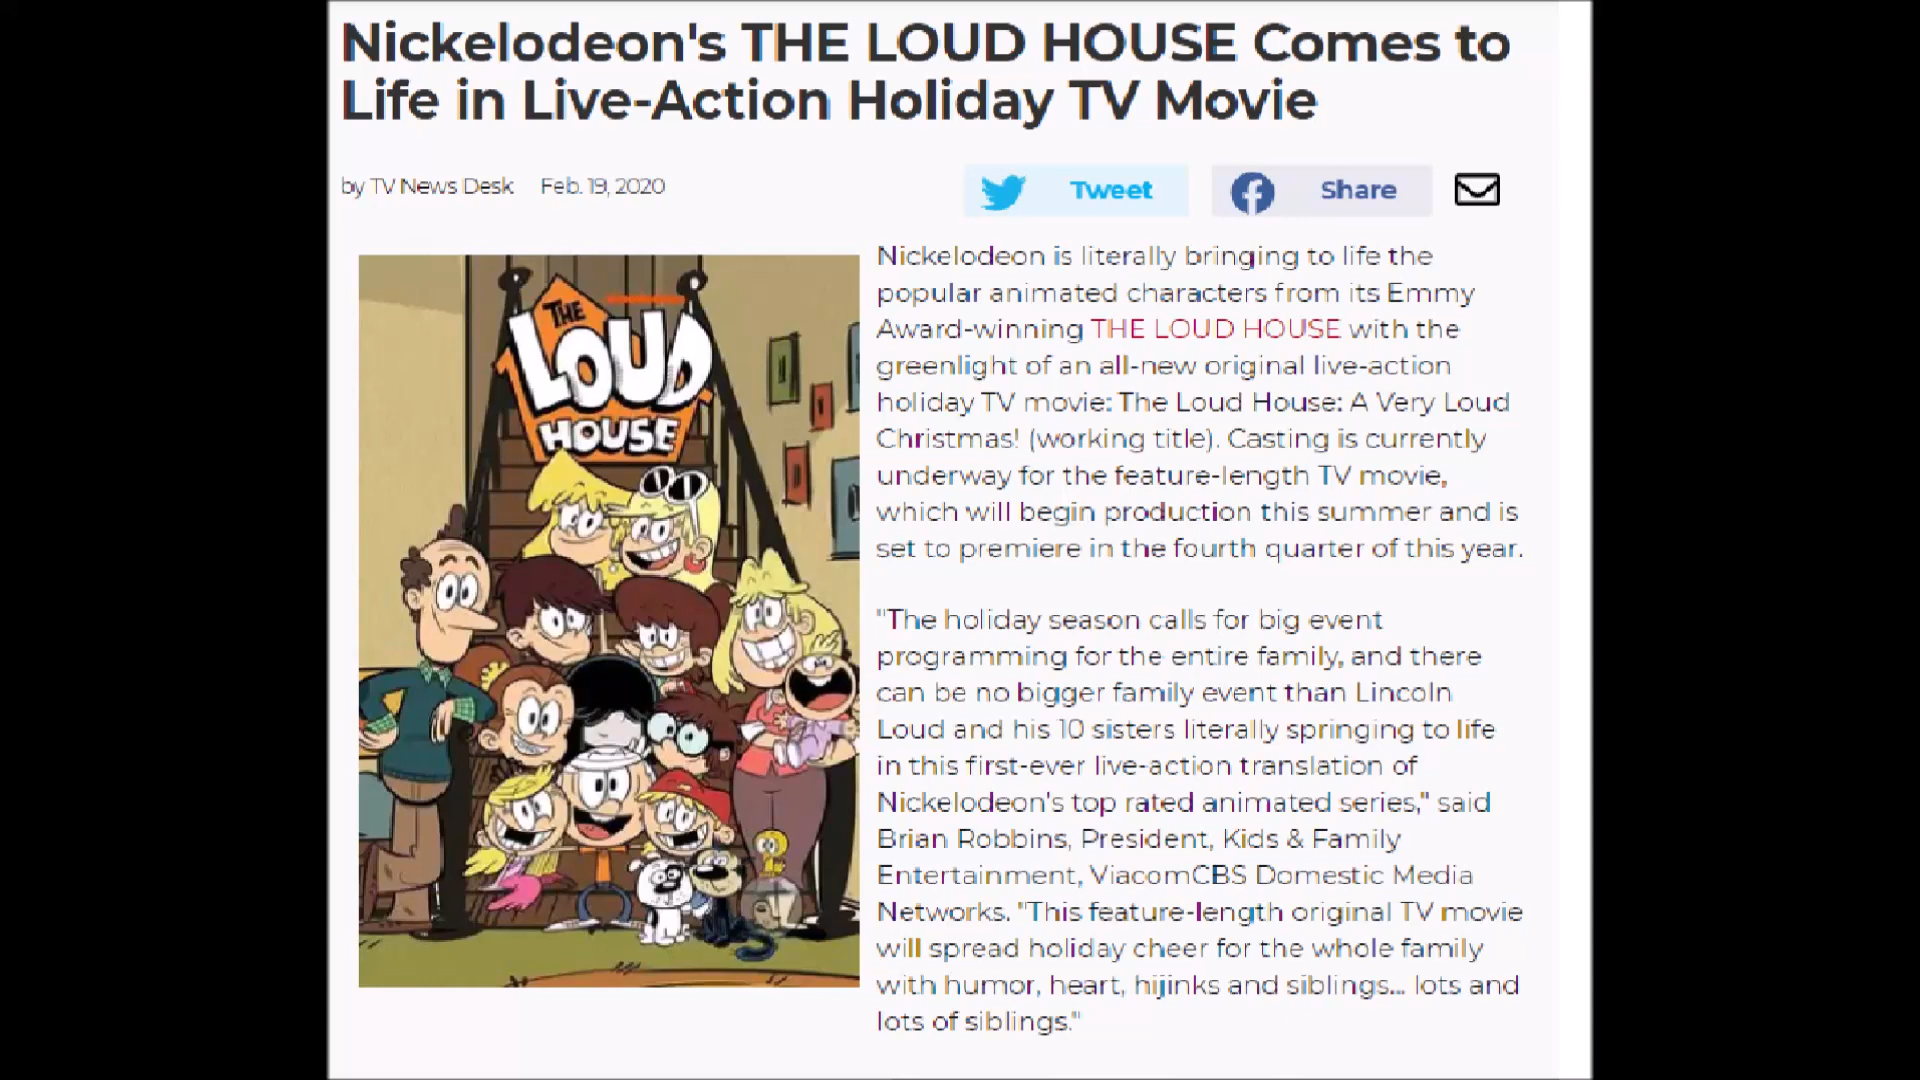 Nickelodeon's THE LOUD HOUSE Comes to
Life in Live-Action Holiday TV Movie
by TV News Desk Feb. 19, 2020
Tweet
Share
THE
LOUD
HOUSE
Nickelodeon is literally bringing to life the
popular animated characters from its Emmy
Award-winning THE LOUD HOUSE with the
greenlight of an all-new original live-action
holiday TV movie: The Loud House: A Very Loud
Christmas! (working title). Casting is currently
underway for the feature-length TV movie,
which will begin production this summer and is
set to premiere in the fourth quarter of this year.
"The holiday season calls for big event
programming for the entire family, and there
can be no bigger family event than Lincoln
Loud and his 10 sisters literally springing to life
in this first-ever live-action translation of
Nickelodeon's top rated animated series," said
Brian Robbins, President, Kids & Family
Entertainment, ViacomCBS Domestic Media
Networks. "This feature-length original TV movie
will spread holiday cheer for the whole family
with humor, heart, hijinks and siblings... lots and
lots of siblings."